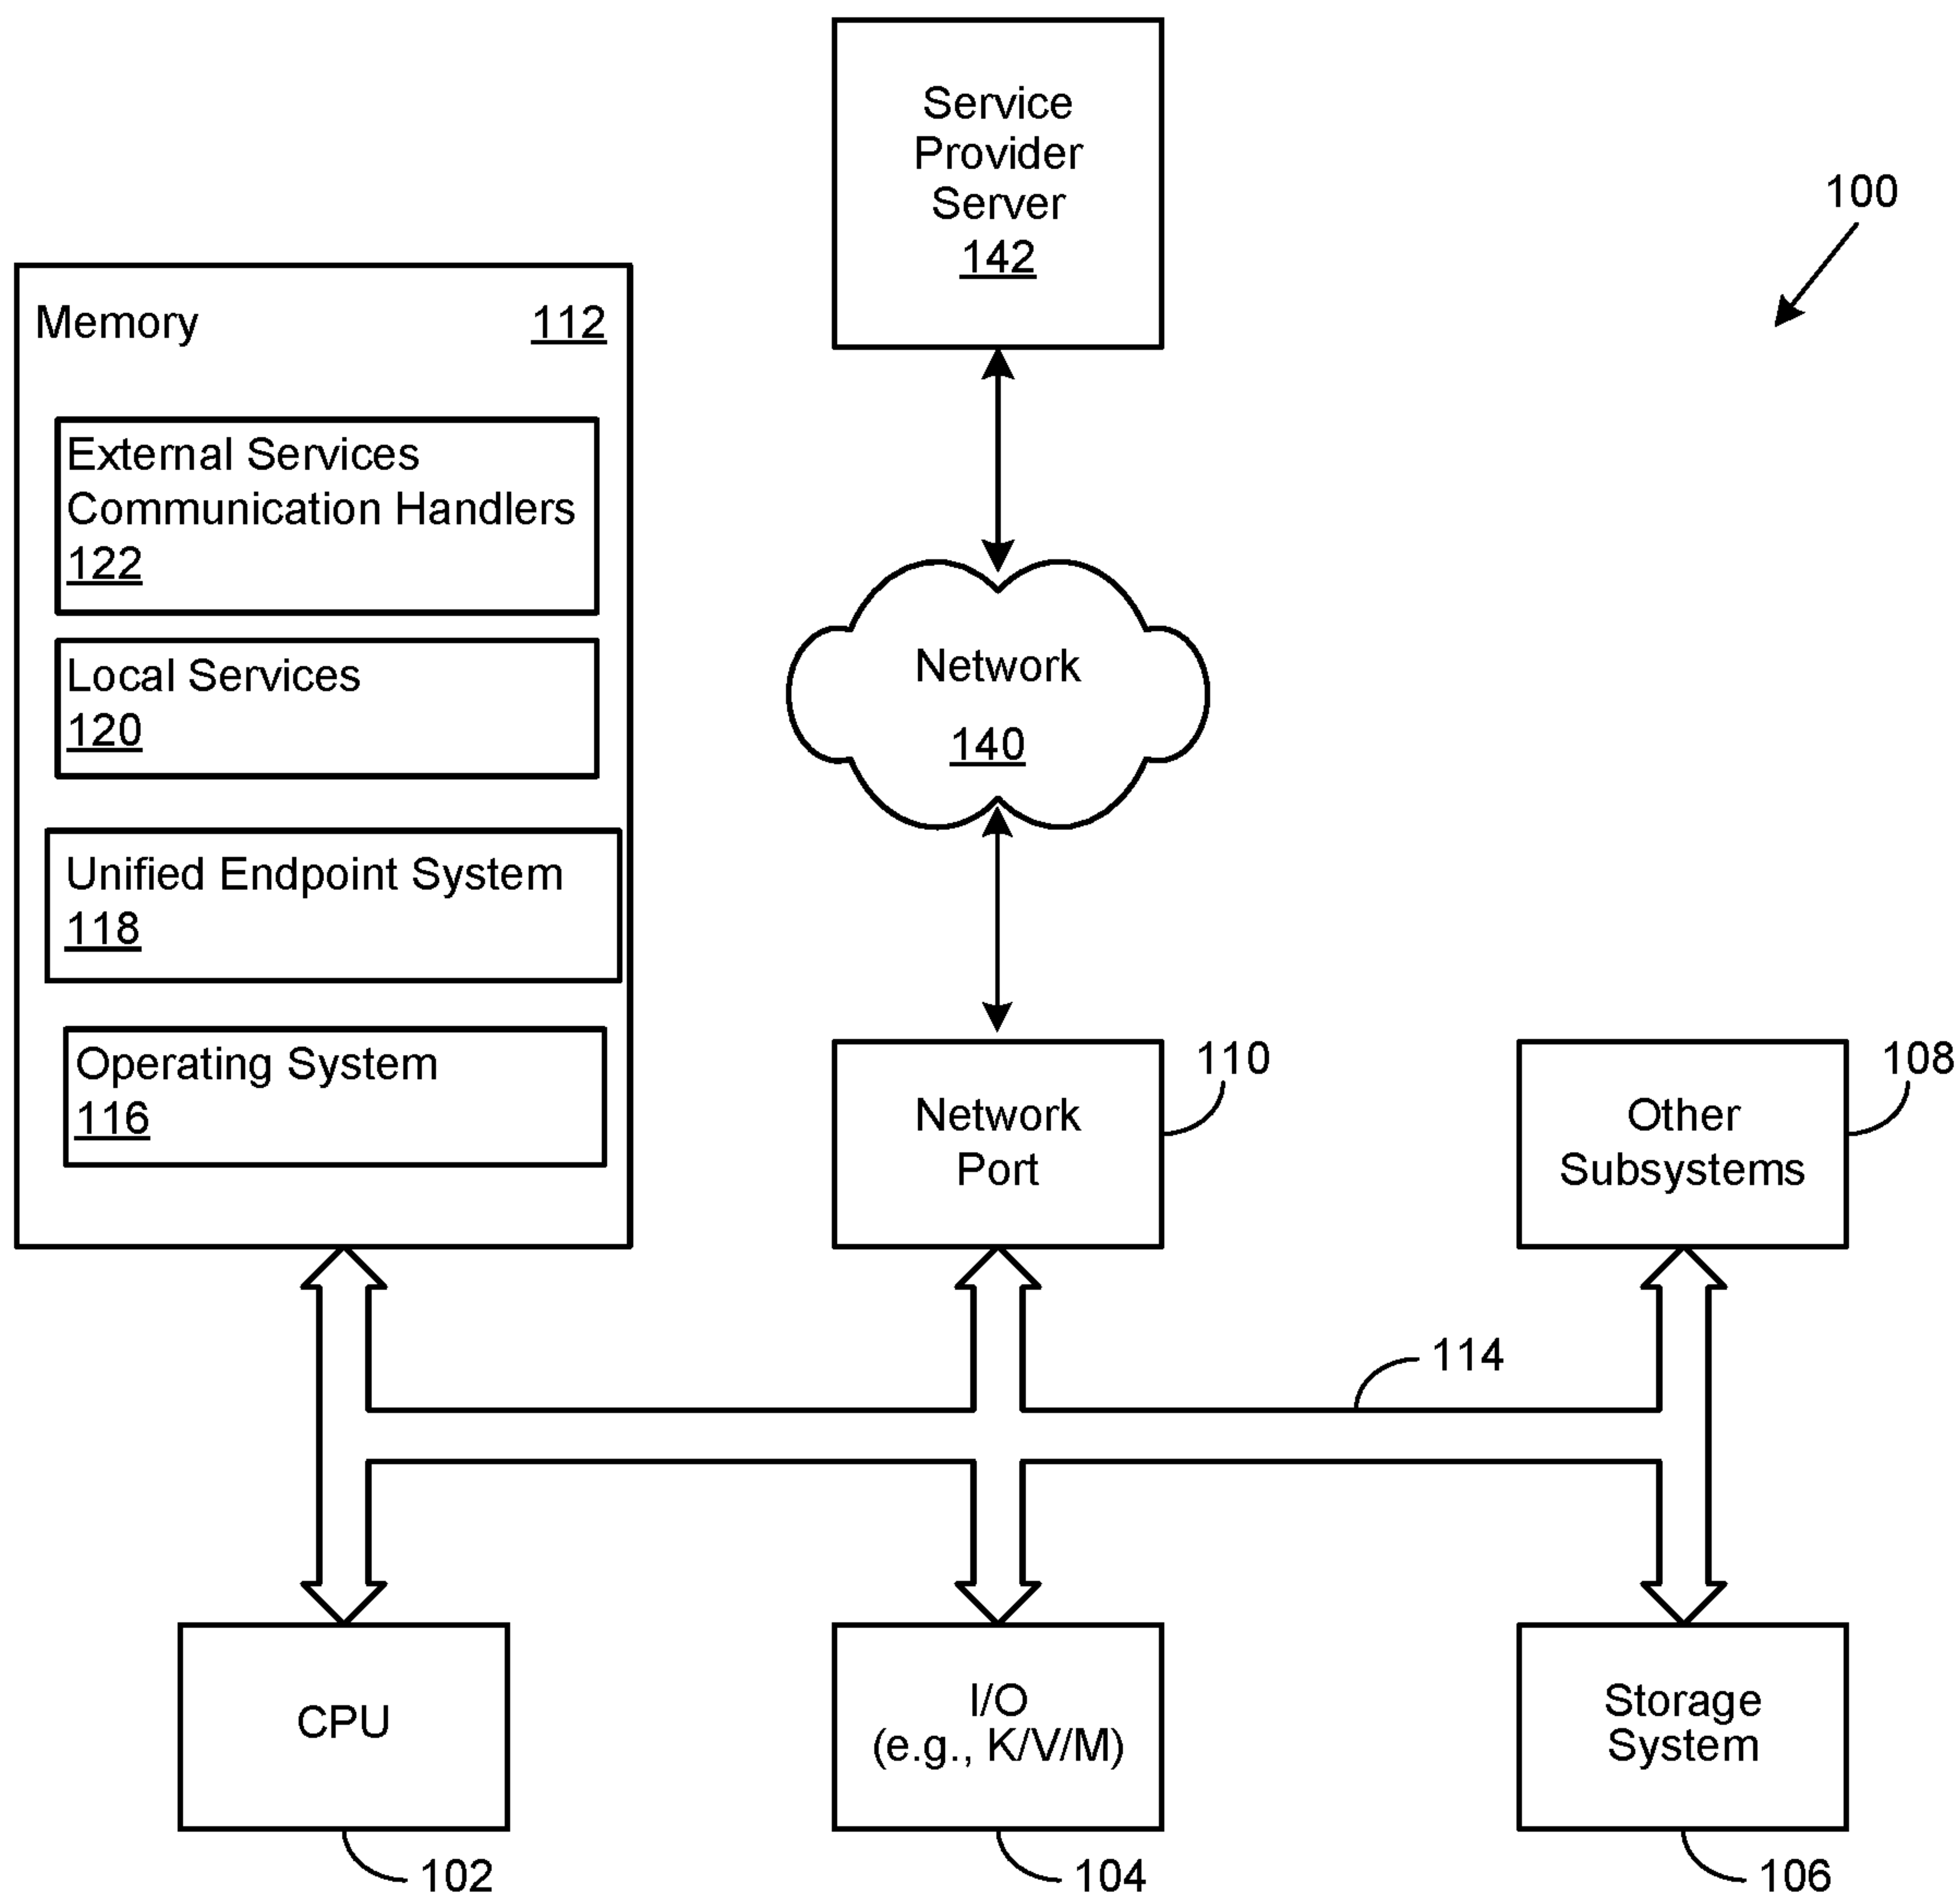 Service
Provider
Server
142
100
Memory 112
External Services
Communication Handlers
122
Local Services
120
Unified Endpoint System
118
Operating System
116
Network
140
Network
Port
110
Other
Subsystems
108
114
CPU
102
I/O
(e.g., K/V/M)
104
Storage
System
106